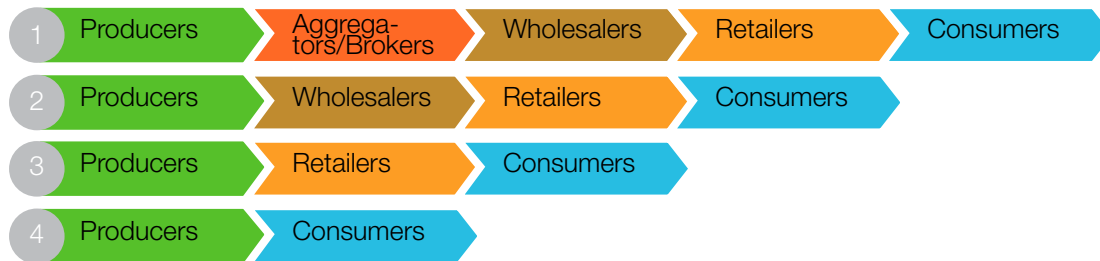 1 Producers Aggrega-
tors/Brokers Wholesalers Retailers Consumers
2 Producers Wholesalers Retailers Consumers
3 Producers Retailers Consumers
4 Producers Consumers